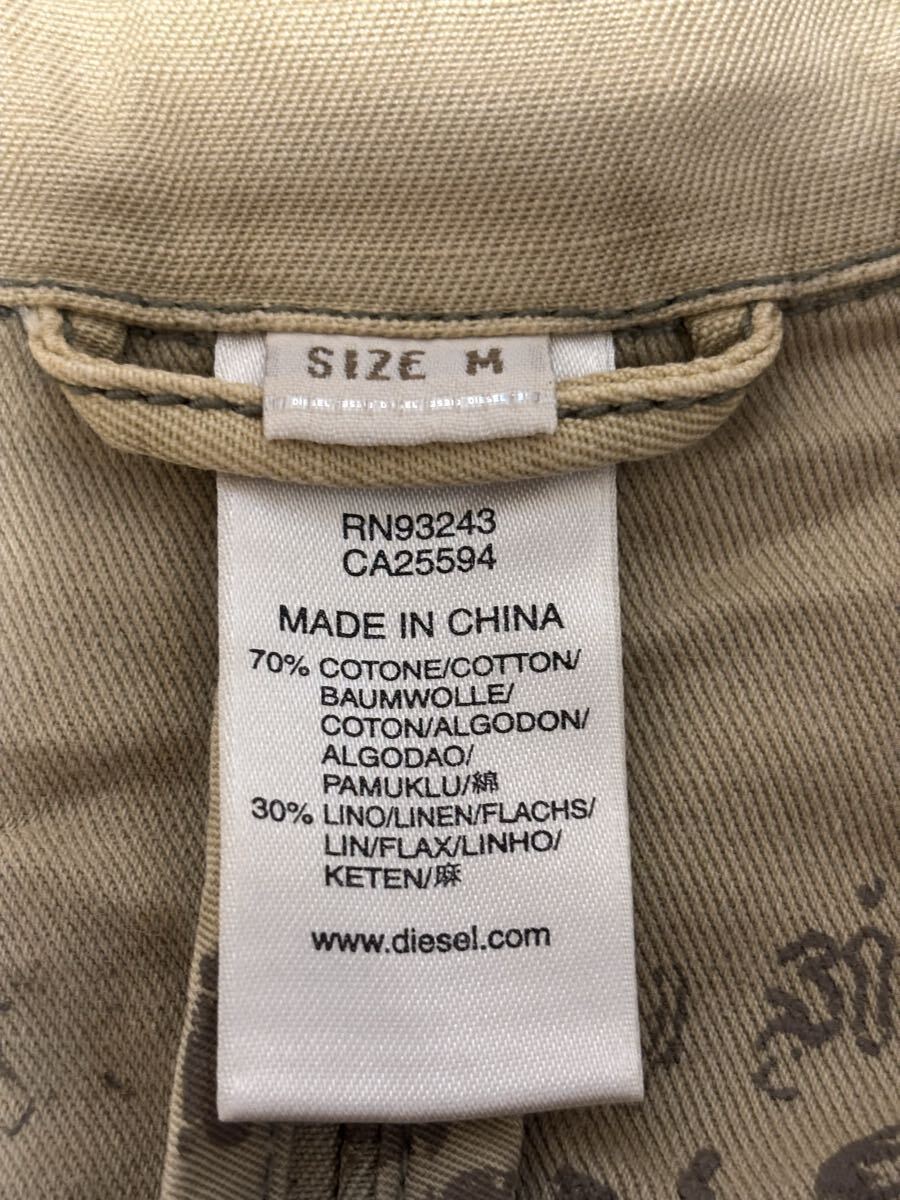 SIZE M
DIESEL
RN93243
CA25594
MADE IN CHINA
70% COTONE/COTTON/
BAUMWOLLE/
COTON/ALGODON/
ALGODAO/
PAMUKLU/綿
30% LINO/LINEN/FLACHS/
LIN/FLAX/LINHO/
KETEN/麻
www.diesel.com